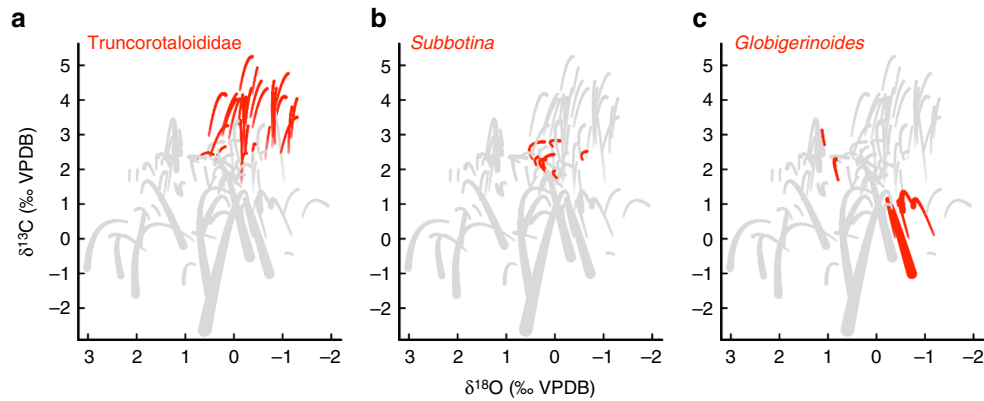 a
Truncorotaloididae
b
Subbotina
c
Globigerinoides
δ13C (‰ VPDB)
5
4
3
2
1
0
–1
–2
5
4
3
2
1
0
–1
–2
5
4
3
2
1
0
–1
–2
3 2 1 0 –1 –2
3 2 1 0 –1 –2
3 2 1 0 –1 –2
δ18O (‰ VPDB)